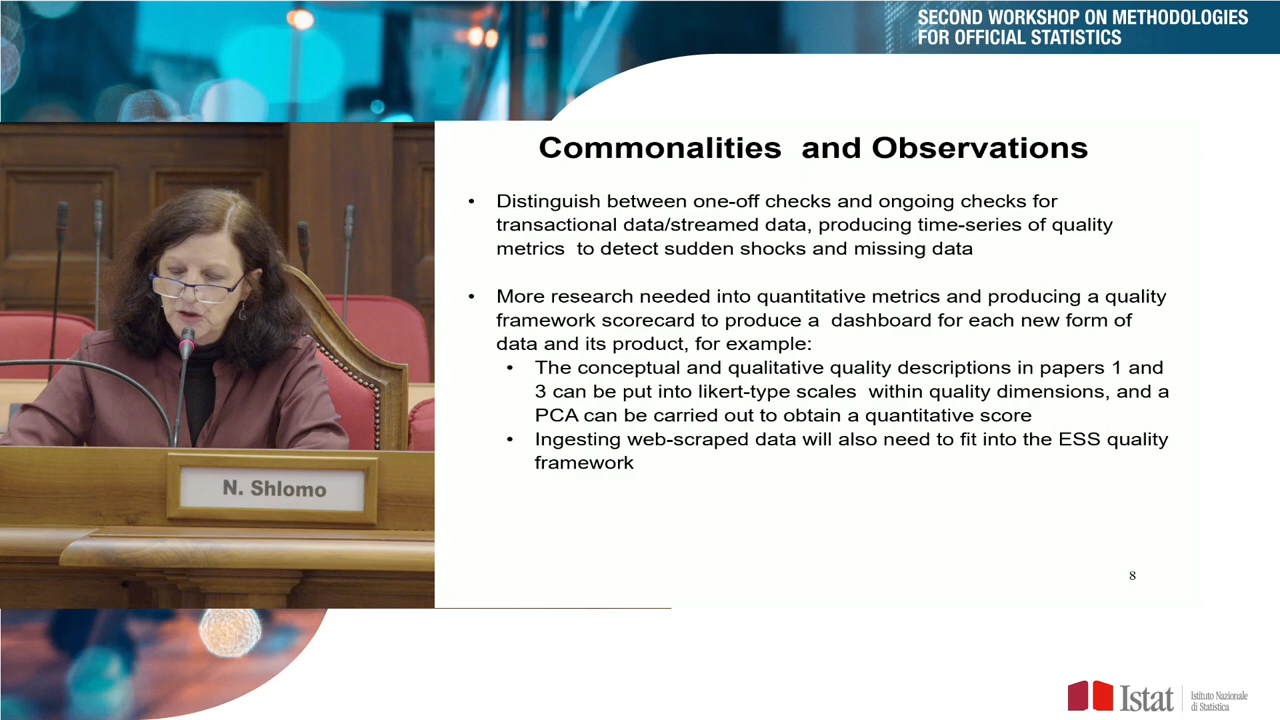 SECOND WORKSHOP ON METHODOLOGIES
FOR OFFICIAL STATISTICS
Commonalities and Observations
• Distinguish between one-off checks and ongoing checks for
transactional data/streamed data, producing time-series of quality
metrics to detect sudden shocks and missing data
• More research needed into quantitative metrics and producing a quality
framework scorecard to produce a dashboard for each new form of
data and its product, for example:
• The conceptual and qualitative quality descriptions in papers 1 and
3 can be put into likert-type scales within quality dimensions, and a
PCA can be carried out to obtain a quantitative score
• Ingesting web-scraped data will also need to fit into the ESS quality
framework
N. Shlomo
8
Istat
Istituto Nazionale
di Statistica